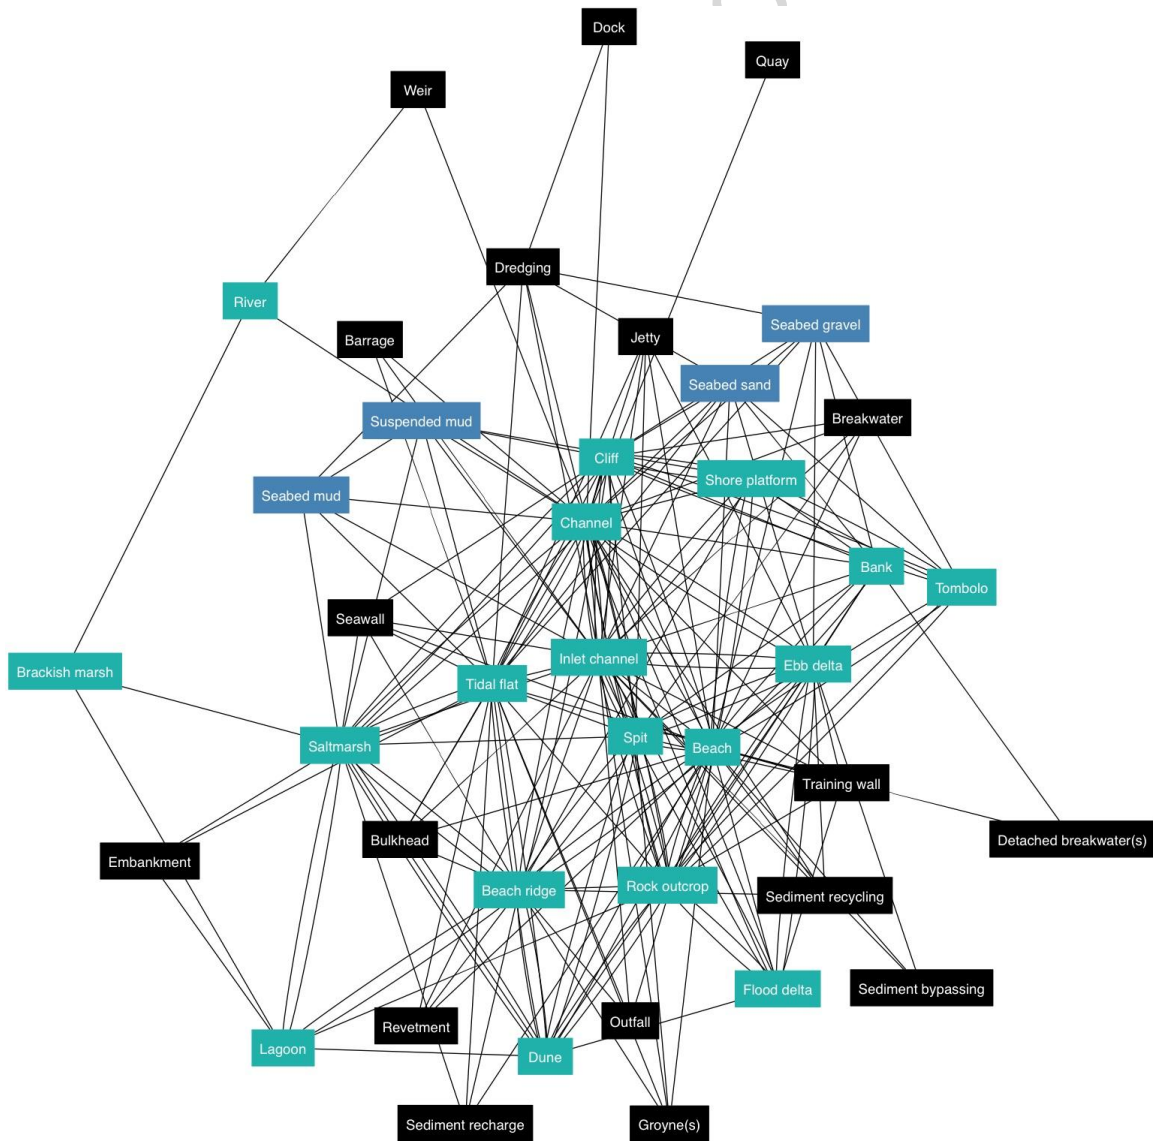 Dock
Quay
Weir
Dredging
River
Seabed gravel
Barrage
Jetty
Seabed sand
Suspended mud
Breakwater
Cliff
Shore platform
Seabed mud
Channel
Bank
Tombolo
Seawall
Inlet channel
Ebb delta
Brackish marsh
Tidal flat
Saltmarsh
Spit
Beach
Training wall
Bulkhead
Detached breakwater(s)
Embankment
Beach ridge
Rock outcrop
Sediment recycling
Flood delta
Sediment bypassing
Revetment
Outfall
Lagoon
Dune
Sediment recharge
Groyne(s)